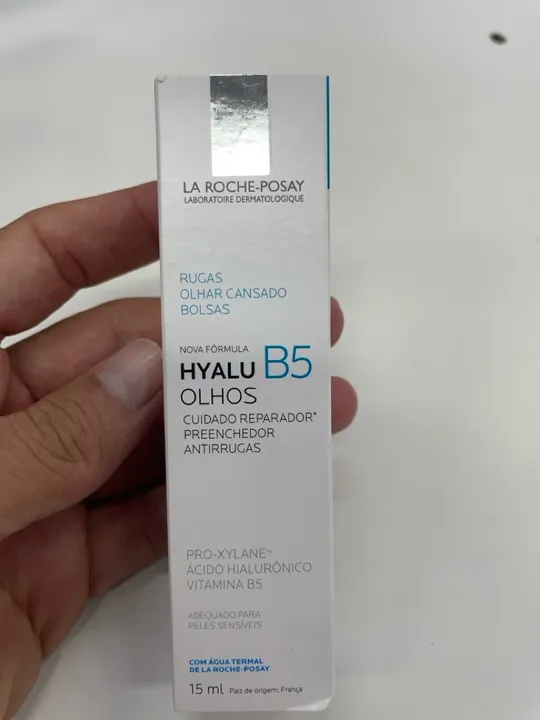 LA ROCHE-POSAY
LABORATOIRE DERMATOLOGIQUE
RUGAS
OLHAR CANSADO
BOLSAS
NOVA FÓRMULA
HYALU B5
OLHOS
CUIDADO REPARADOR*
PREENCHEDOR
ANTIRRUGAS
PRO-XYLANE™
ÁCIDO HIALURÔNICO
VITAMINA B5
ADEQUADO PARA
PELES SENSÍVEIS
COM ÁGUA TERMAL
DE LA ROCHE-POSAY
15 ml País de origem: França